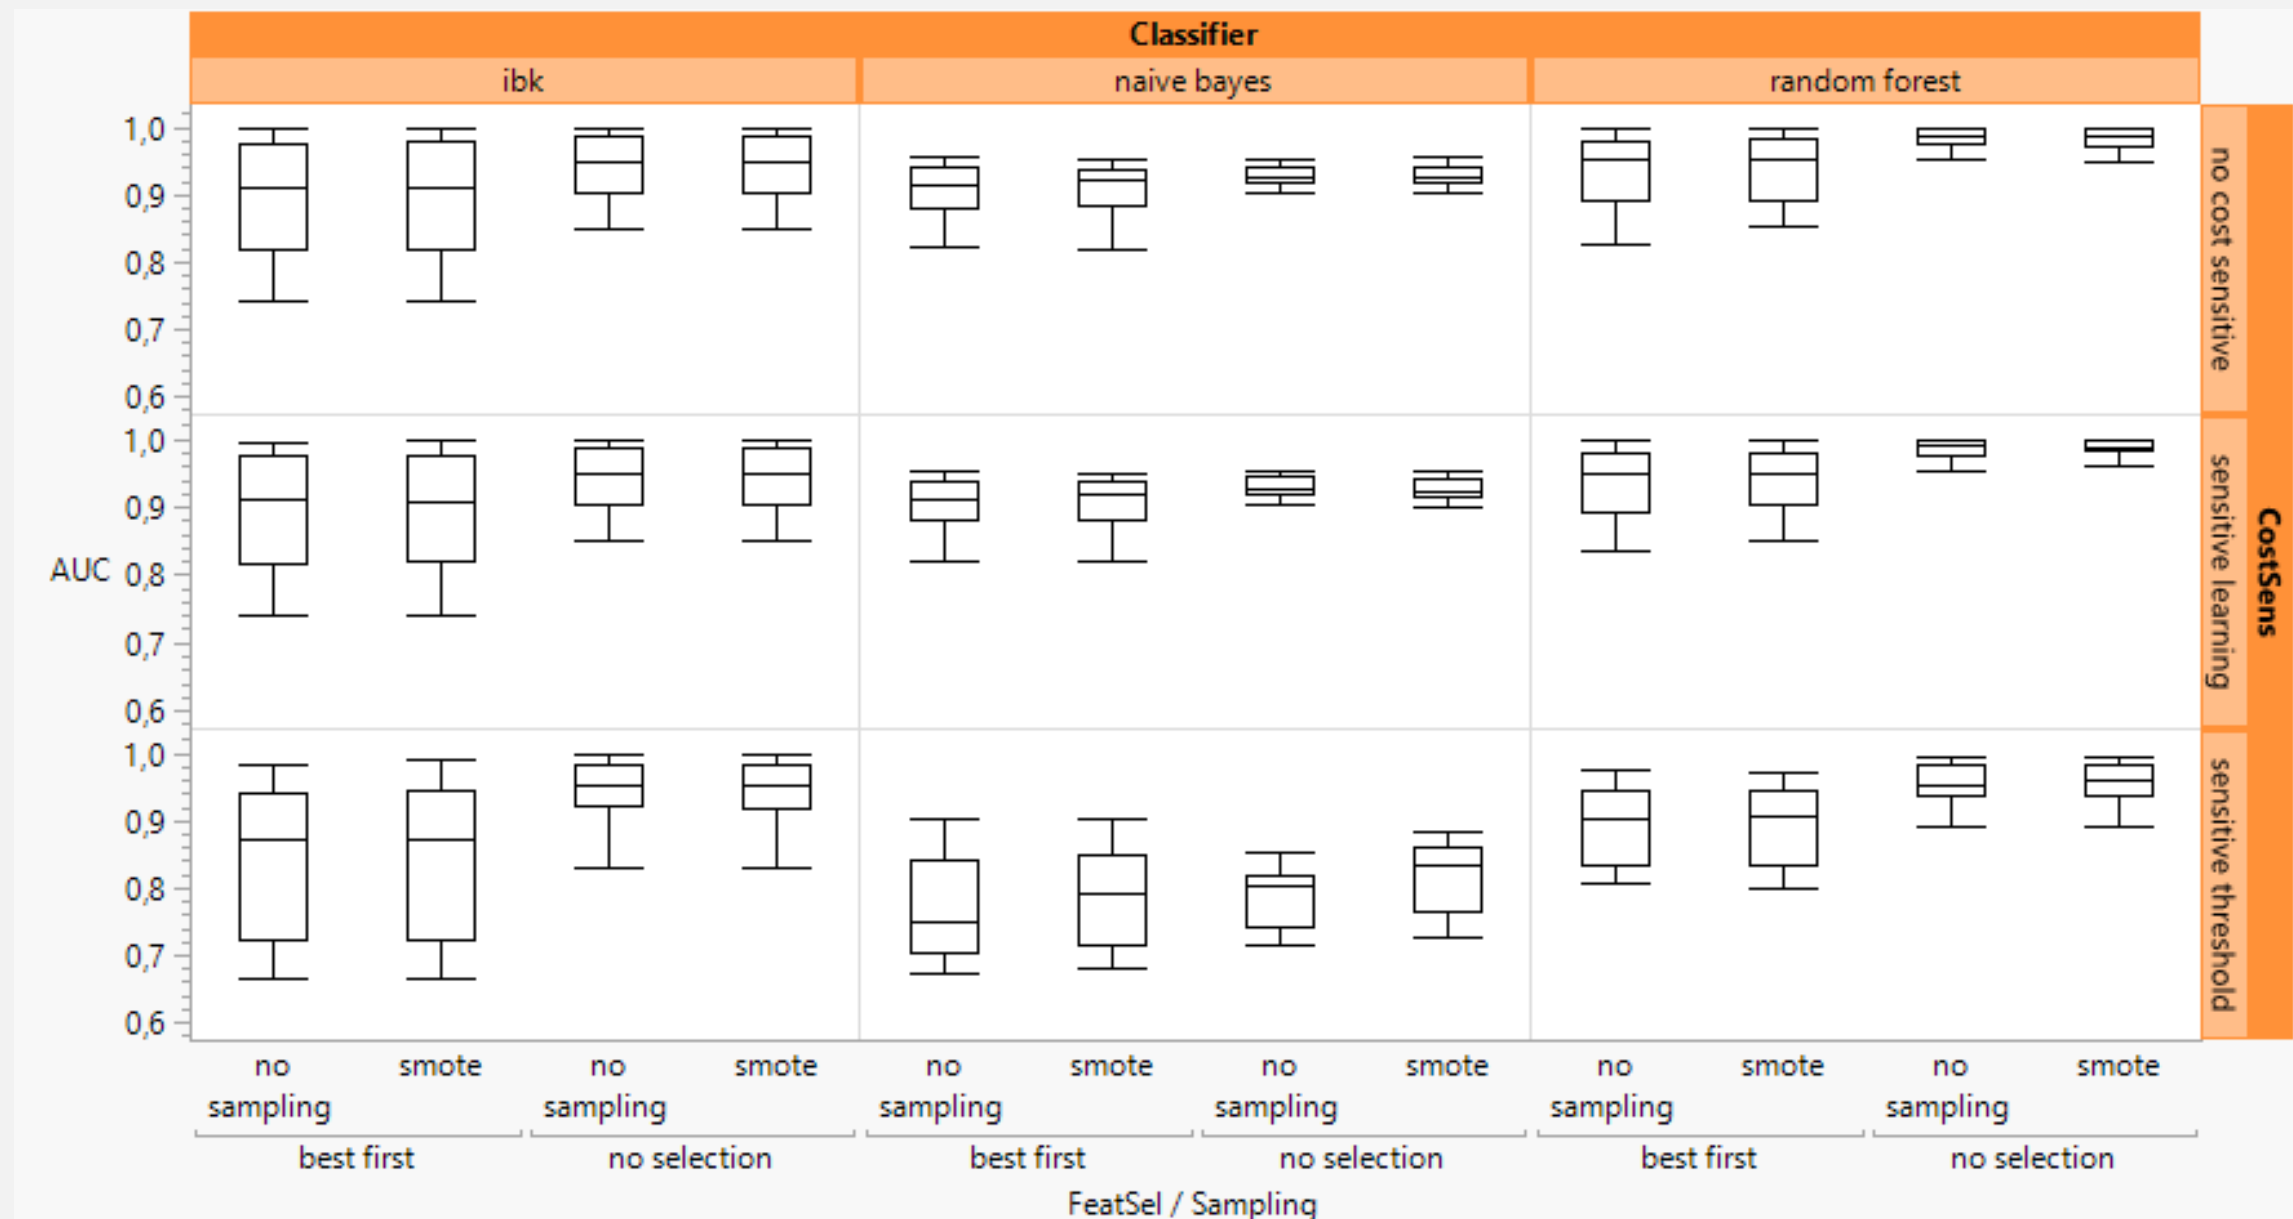 Classifier
ibk naive bayes random forest
1,0
0,9
0,8
0,7
0,6
no cost sensitive
1,0
0,9
AUC 0,8
0,7
0,6
sensitive learning
CostSens
1,0
0,9
0,8
0,7
0,6
sensitive threshold
no smote no smote no smote no smote no smote no smote
sampling sampling sampling sampling sampling sampling
best first no selection best first no selection best first no selection
FeatSel / Sampling